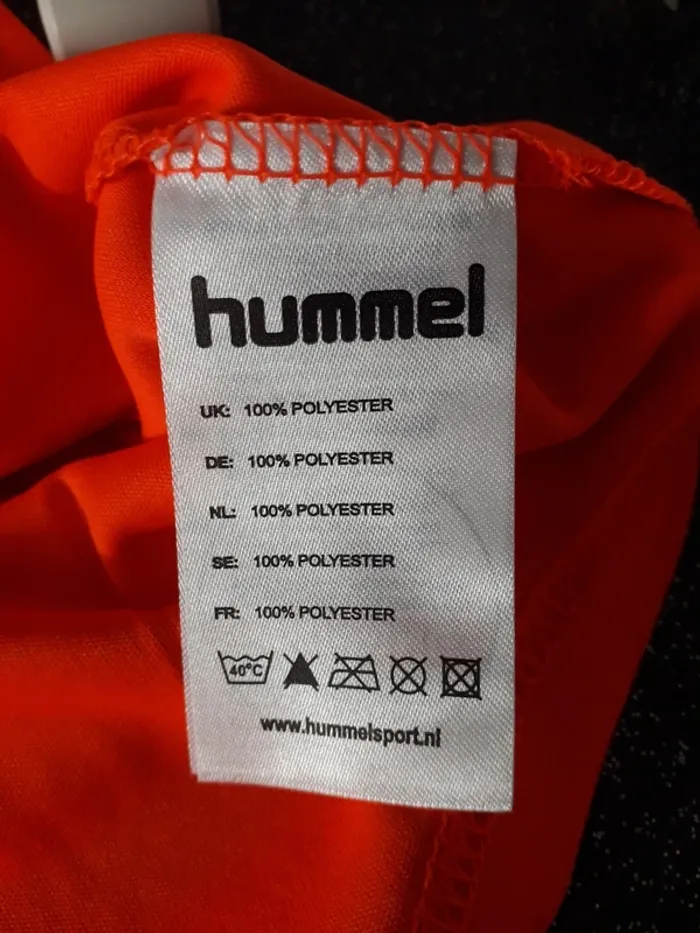 hummel
UK: 100% POLYESTER
DE: 100% POLYESTER
NL: 100% POLYESTER
SE: 100% POLYESTER
FR: 100% POLYESTER
40°C
www.hummelsport.nl